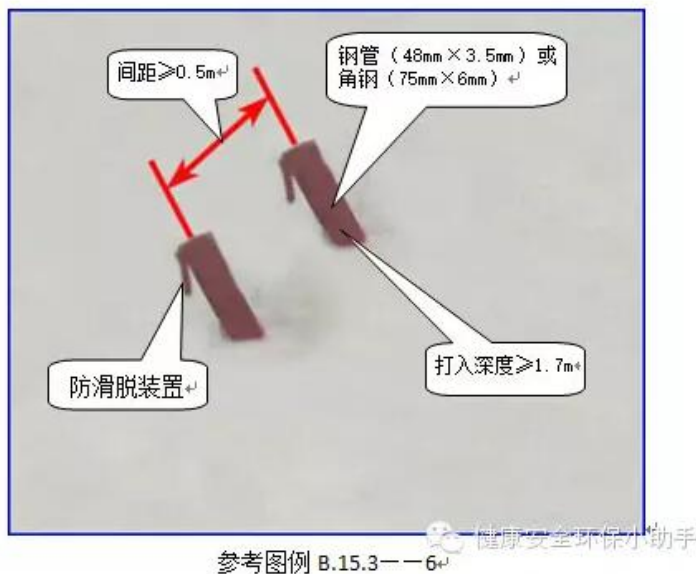 间距≥0.5m↵
钢管（48mm×3.5mm）或
角钢（75mm×6mm）↵
打入深度≥1.7m↵
防滑脱装置↵
健康安全环保小助手
参考图例 B.15.3——6↵